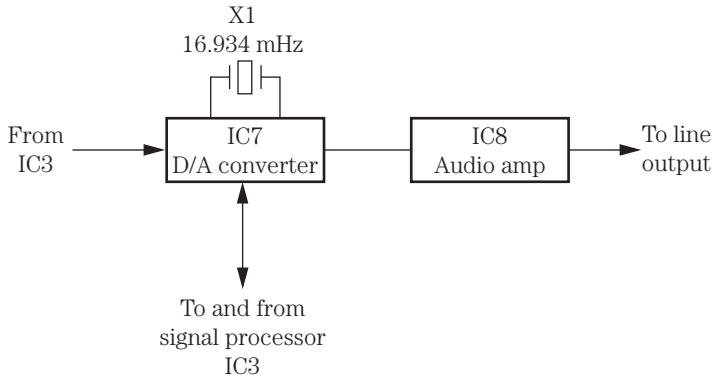 X1
16.934 mHz
From
IC3
IC7
D/A converter
IC8
Audio amp
To line
output
To and from
signal processor
IC3